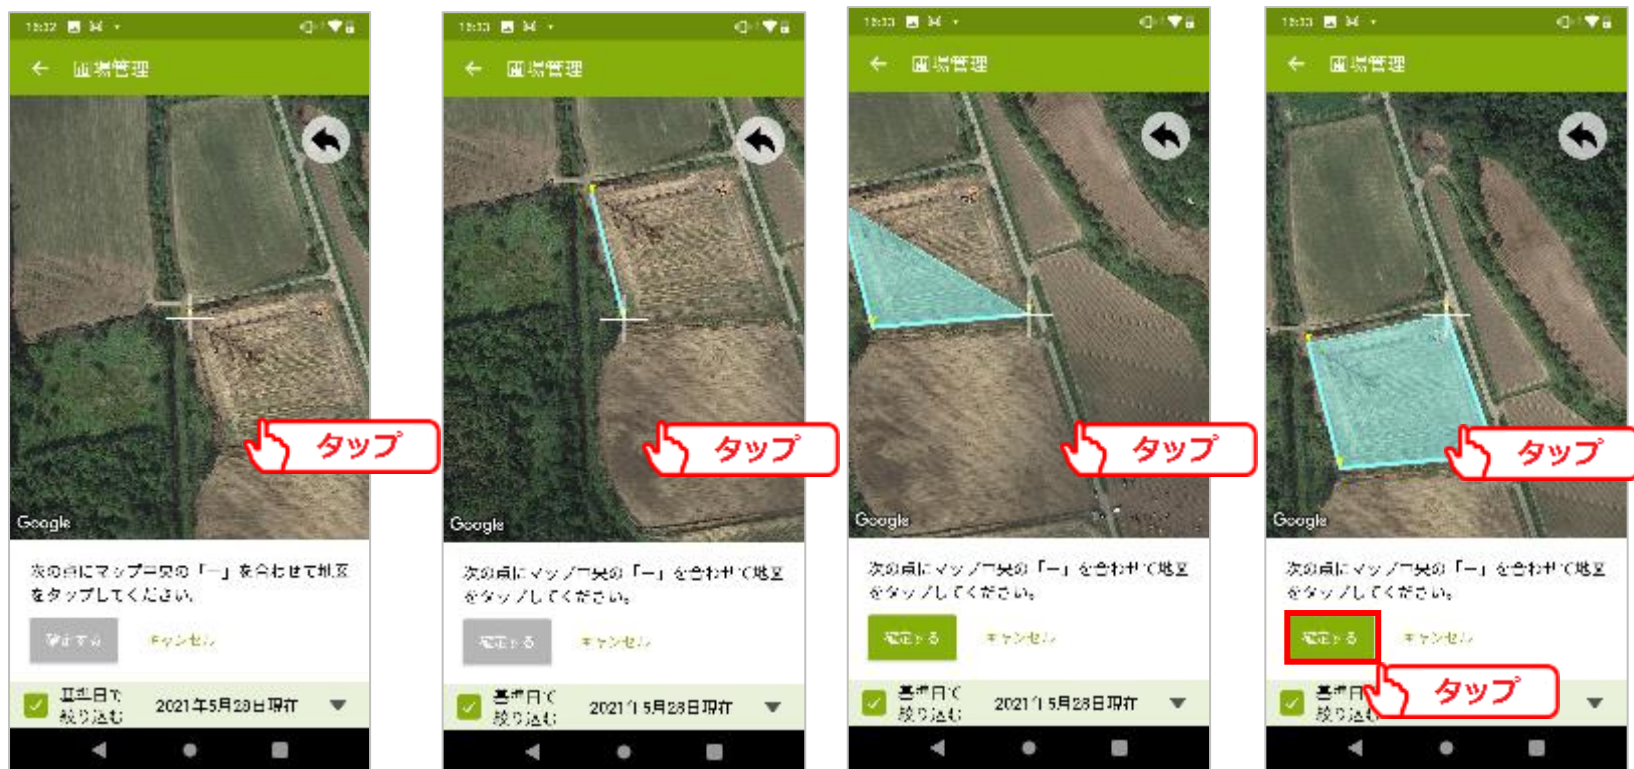 16:32
圃場管理
タップ
Google
次の点にマップ中央の「＋」を合わせて地図
をタップしてください。
確定する
キャンセル
基準日で
絞り込む
2021年5月28日現在
16:33
圃場管理
タップ
Google
次の点にマップ中央の「＋」を合わせて地図
をタップしてください。
確定する
キャンセル
基準日で
絞り込む
2021年5月28日現在
16:33
圃場管理
タップ
Google
次の点にマップ中央の「＋」を合わせて地図
をタップしてください。
確定する
キャンセル
基準日で
絞り込む
2021年5月28日現在
16:33
圃場管理
タップ
Google
次の点にマップ中央の「＋」を合わせて地図
をタップしてください。
確定する
キャンセル
タップ